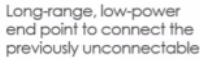 Long-range, low-power
end point to connect the
previously unconnectable